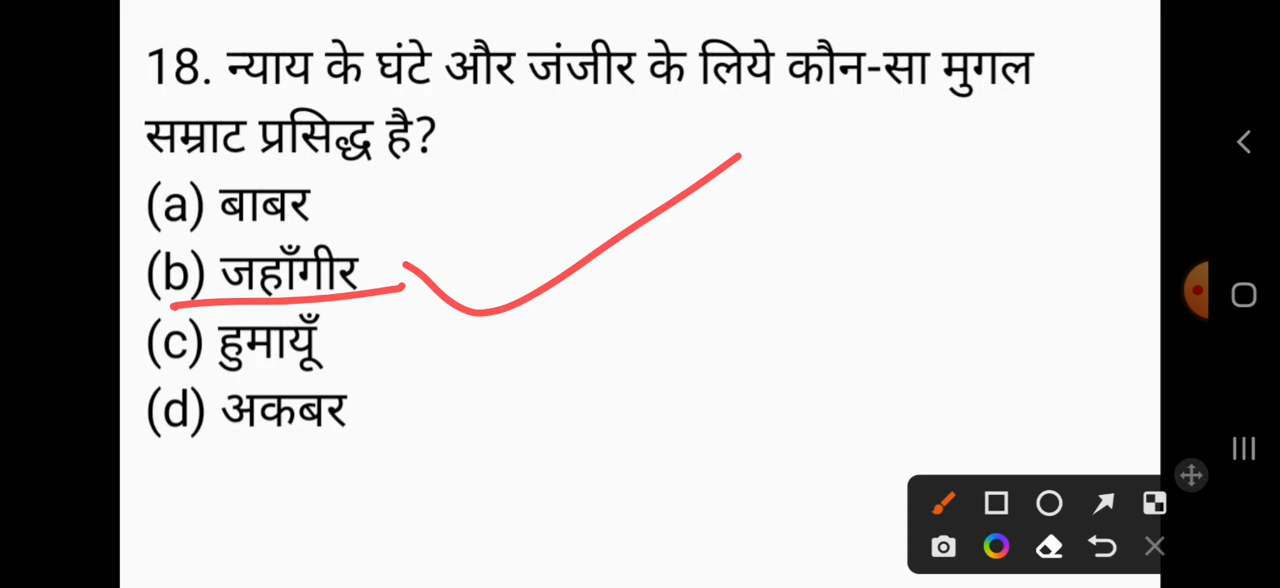 18. न्याय के घंटे और जंजीर के लिये कौन-सा मुगल
सम्राट प्रसिद्ध है?
(a) बाबर
(b) जहाँगीर
(c) हुमायूँ
(d) अकबर